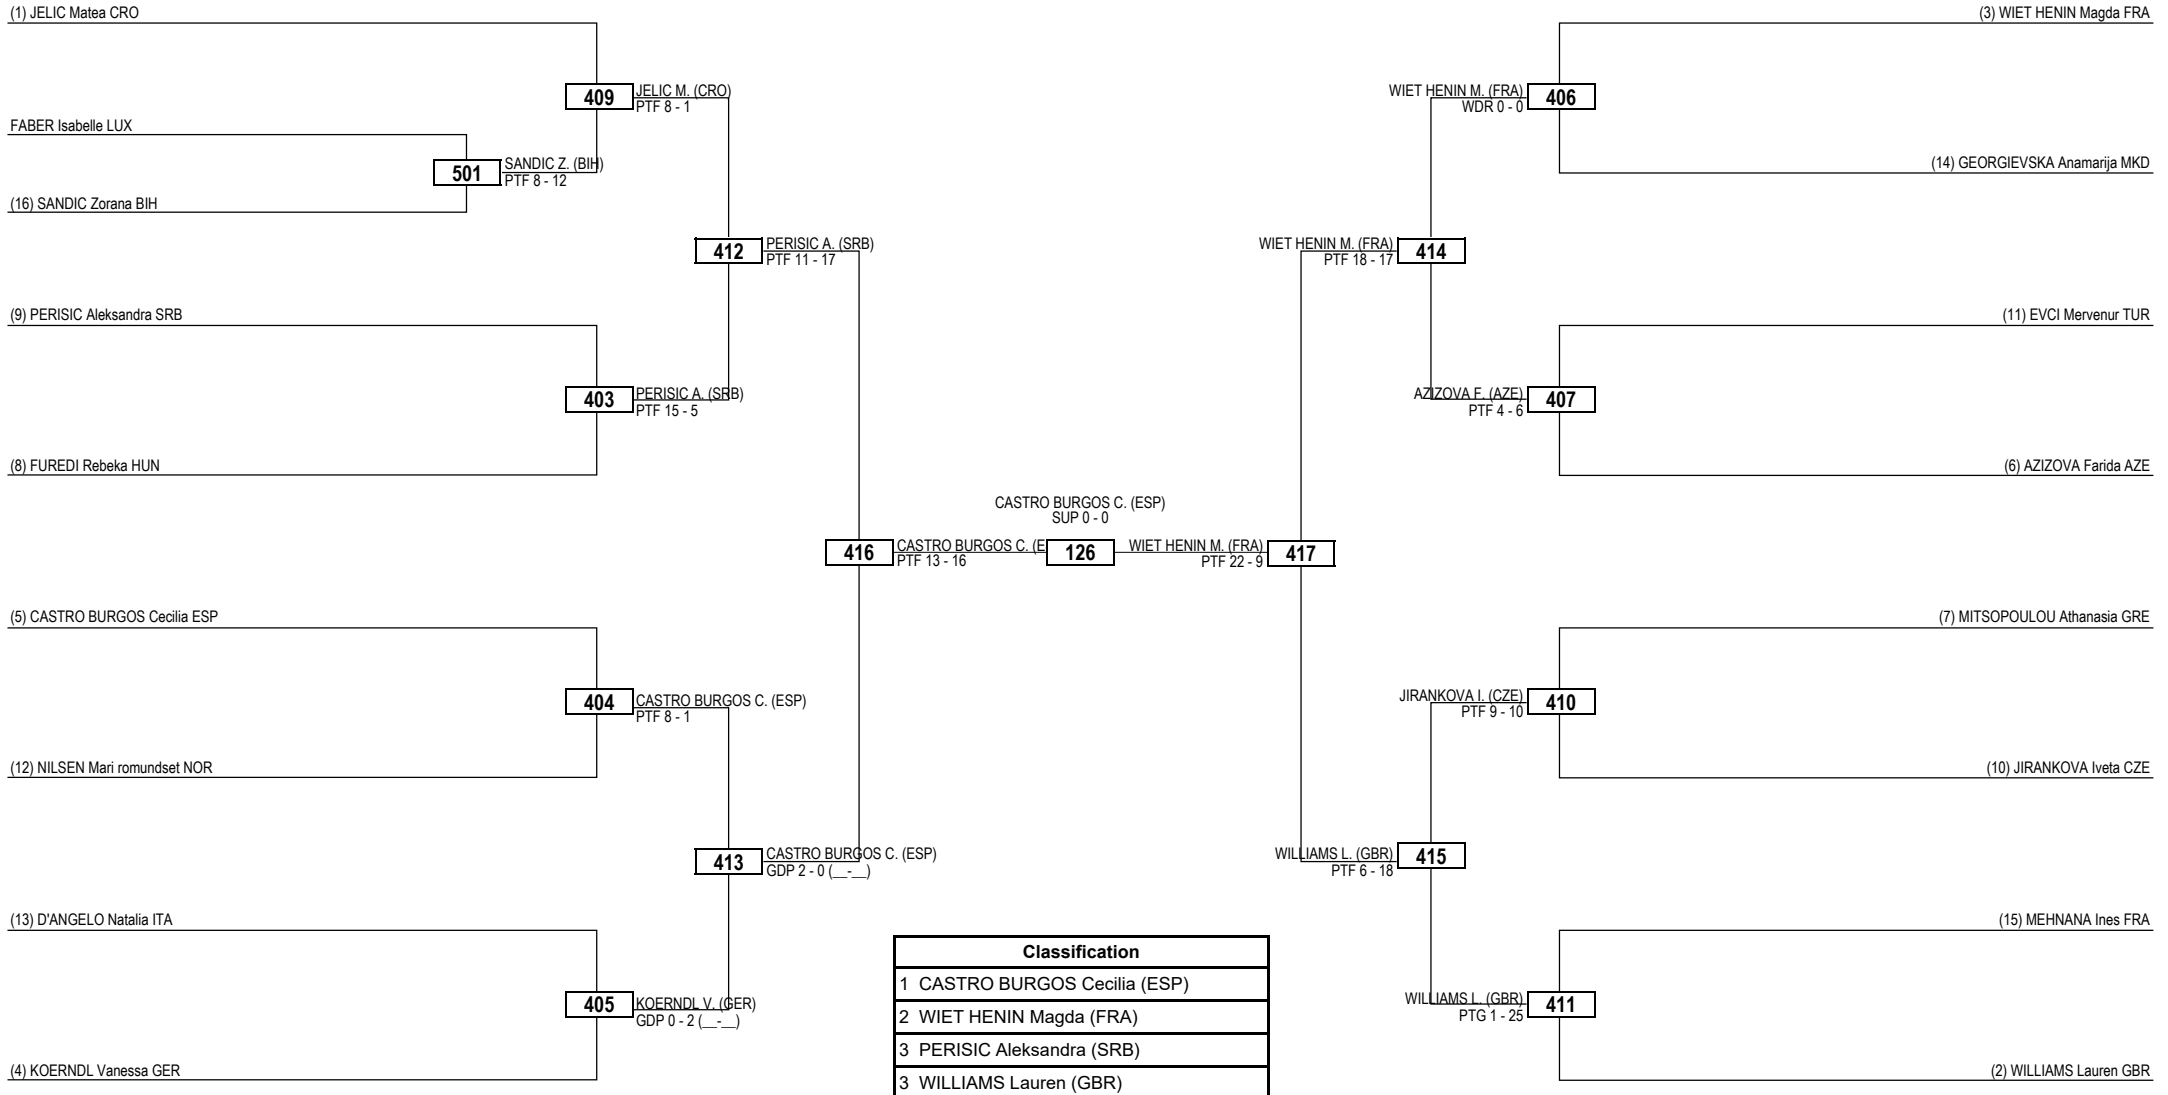 (1) JELIC Matea CRO
409
JELIC M. (CRO)
PTF 8 - 1
FABER Isabelle LUX
501
SANDIC Z. (BIH)
PTF 8 - 12
(16) SANDIC Zorana BIH
412
PERISIC A. (SRB)
PTF 11 - 17
(9) PERISIC Aleksandra SRB
403
PERISIC A. (SRB)
PTF 15 - 5
(8) FUREDI Rebeka HUN
416
CASTRO BURGOS C. (E
PTF 13 - 16
(5) CASTRO BURGOS Cecilia ESP
404
CASTRO BURGOS C. (ESP)
PTF 8 - 1
(12) NILSEN Mari romundset NOR
413
CASTRO BURGOS C. (ESP)
GDP 2 - 0 (__-__)
(13) D'ANGELO Natalia ITA
405
KOERNDL V. (GER)
GDP 0 - 2 (__-__)
(4) KOERNDL Vanessa GER
CASTRO BURGOS C. (ESP)
SUP 0 - 0
126
(3) WIET HENIN Magda FRA
WIET HENIN M. (FRA)
WDR 0 - 0
406
(14) GEORGIEVSKA Anamarija MKD
WIET HENIN M. (FRA)
PTF 18 - 17
414
(11) EVCI Mervenur TUR
AZIZOVA F. (AZE)
PTF 4 - 6
407
(6) AZIZOVA Farida AZE
WIET HENIN M. (FRA)
PTF 22 - 9
417
(7) MITSOPOULOU Athanasia GRE
JIRANKOVA I. (CZE)
PTF 9 - 10
410
(10) JIRANKOVA Iveta CZE
WILLIAMS L. (GBR)
PTF 6 - 18
415
(15) MEHNANA Ines FRA
WILLIAMS L. (GBR)
PTG 1 - 25
411
(2) WILLIAMS Lauren GBR
Classification
1 CASTRO BURGOS Cecilia (ESP)
2 WIET HENIN Magda (FRA)
3 PERISIC Aleksandra (SRB)
3 WILLIAMS Lauren (GBR)